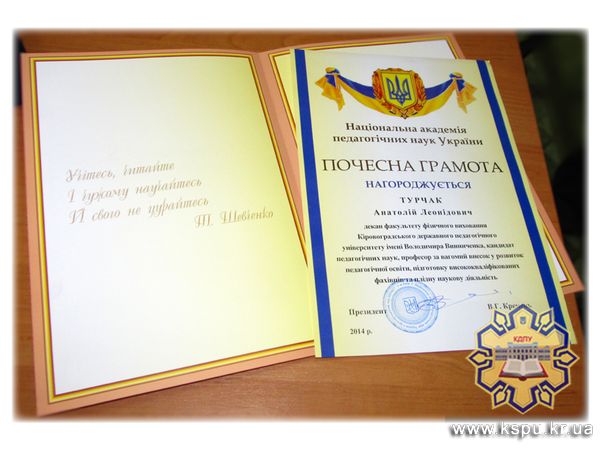 Учітесь, читайте
І чужому научайтесь
Й свого не цурайтесь
Т. Шевченко
Національна академія
педагогічних наук України
ПОЧЕСНА ГРАМОТА
НАГОРОДЖУЄТЬСЯ
ТУРЧАК
Анатолій Леонідович
декан факультету фізичного виховання
Кіровоградського державного педагогічного
університету імені Володимира Винниченка, кандидат
педагогічних наук, професор за вагомий внесок у розвиток
педагогічної освіти, підготовку висококваліфікованих
фахівців та плідну наукову діяльність.
Президент В.Г.
2014 р.
КДПУ
www.kspu.kr.ua